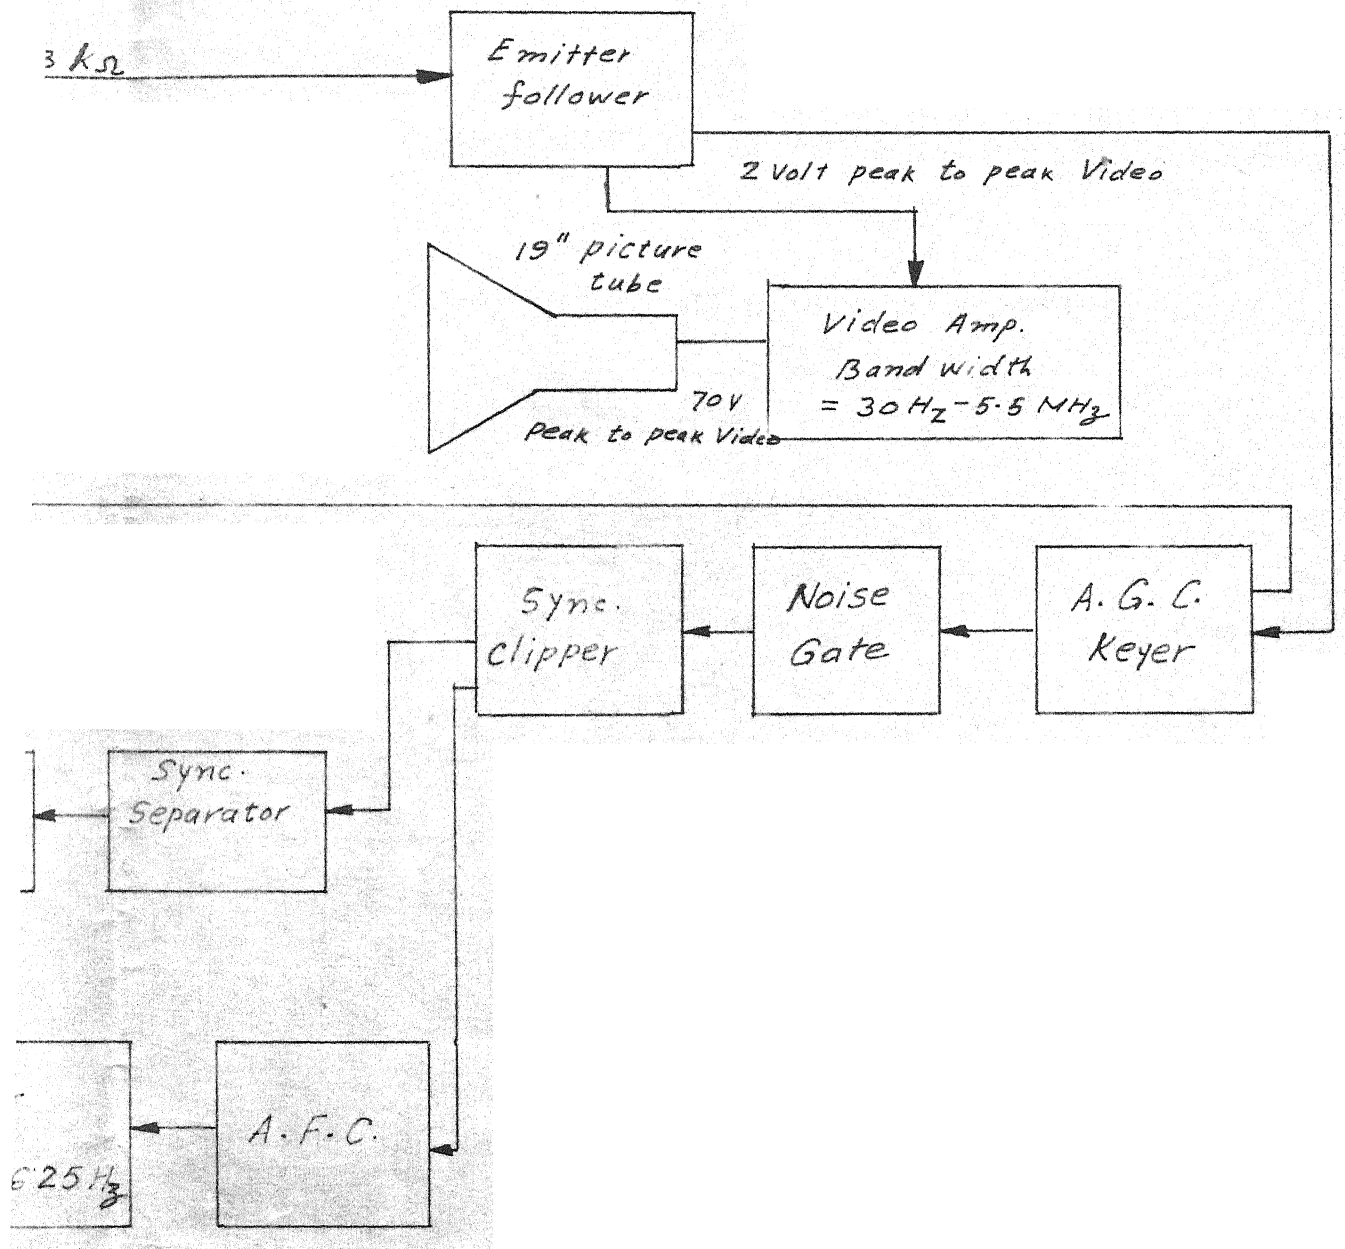 3 kΩ
Emitter
follower
2 Volt peak to peak Video
19" picture
tube
Video Amp.
Band width
= 30 Hz - 5.5 MHz
70V
peak to peak Video
Sync.
Clipper
Noise
Gate
A. G. C.
Keyer
Sync.
Separator
A. F. C.
625 Hz